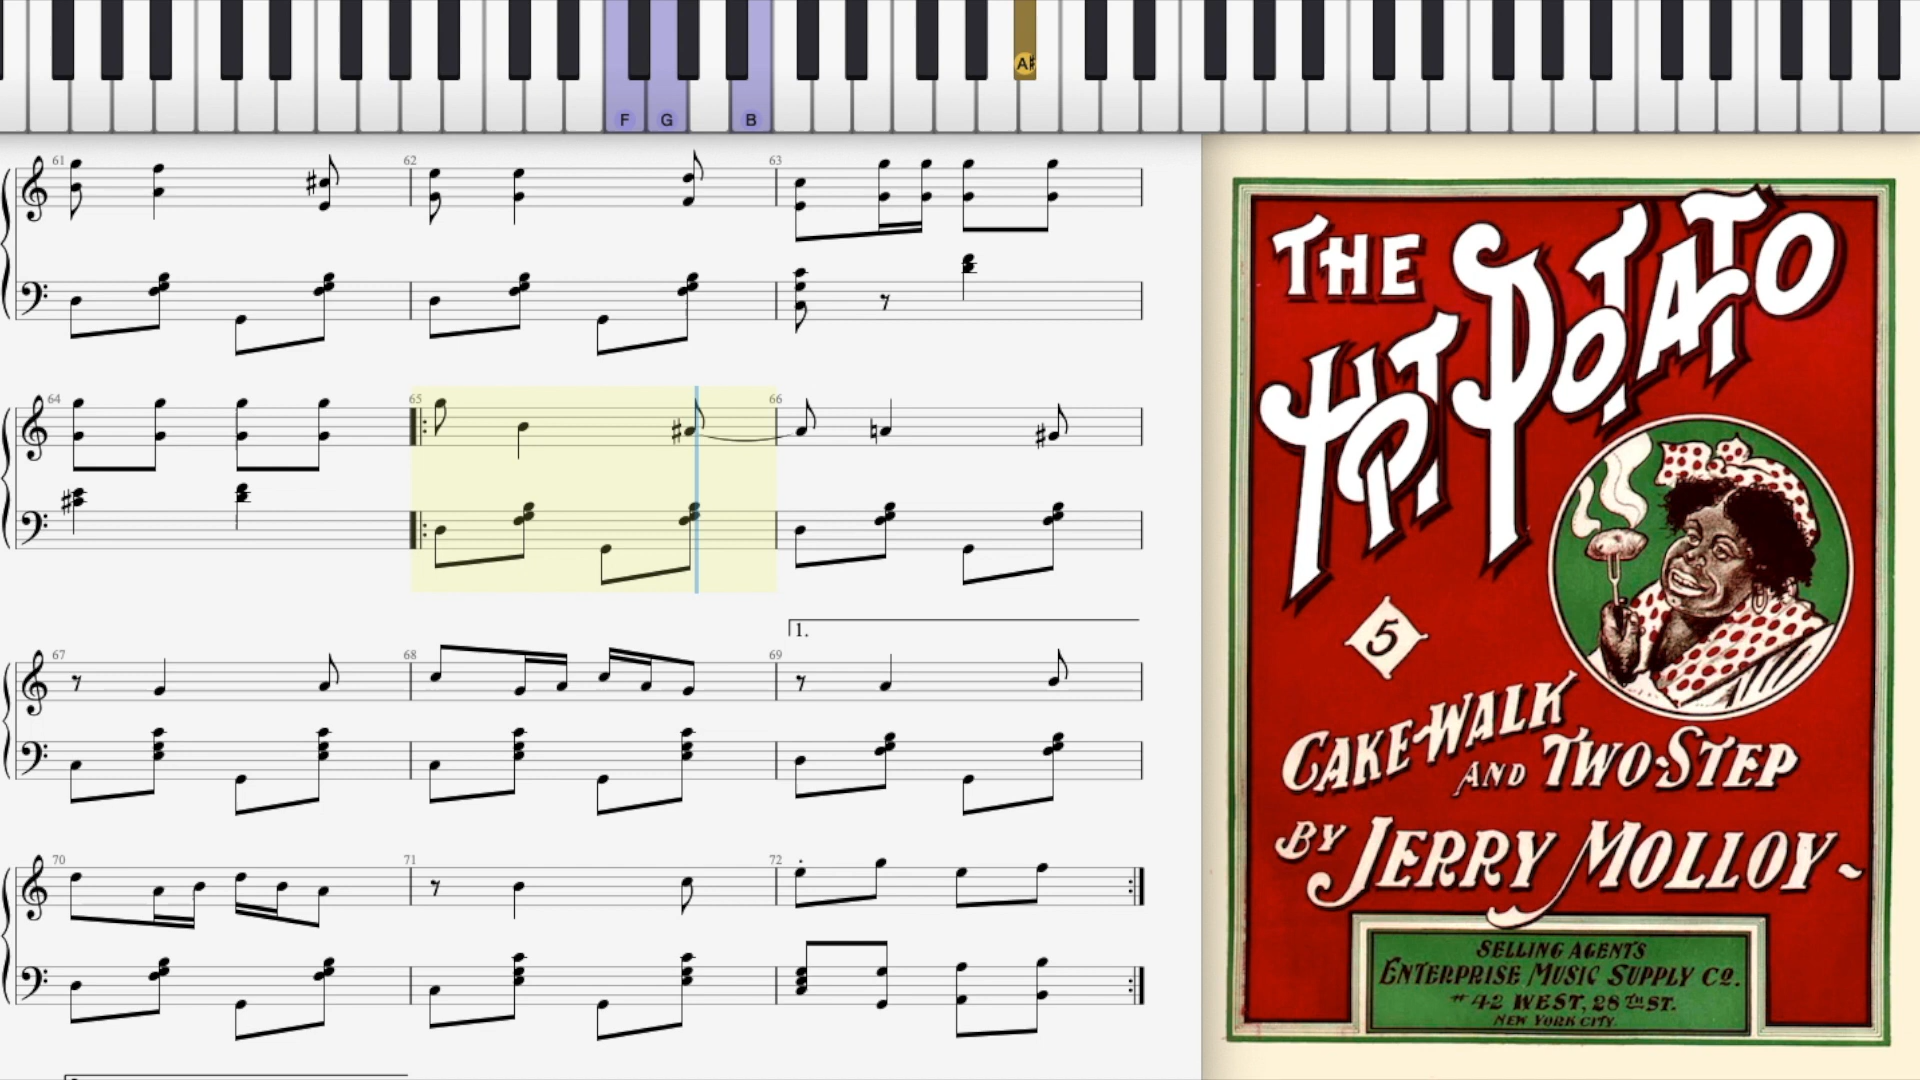 A#
F G B
61 62 63
64 65 66
1.
67 68 69
70 71 72
THE
HOT POTATO
5
CAKE-WALK
AND TWO-STEP
BY JERRY MOLLOY~
SELLING AGENTS
ENTERPRISE MUSIC SUPPLY CO.
#42 WEST, 28TH ST.
NEW YORK CITY.